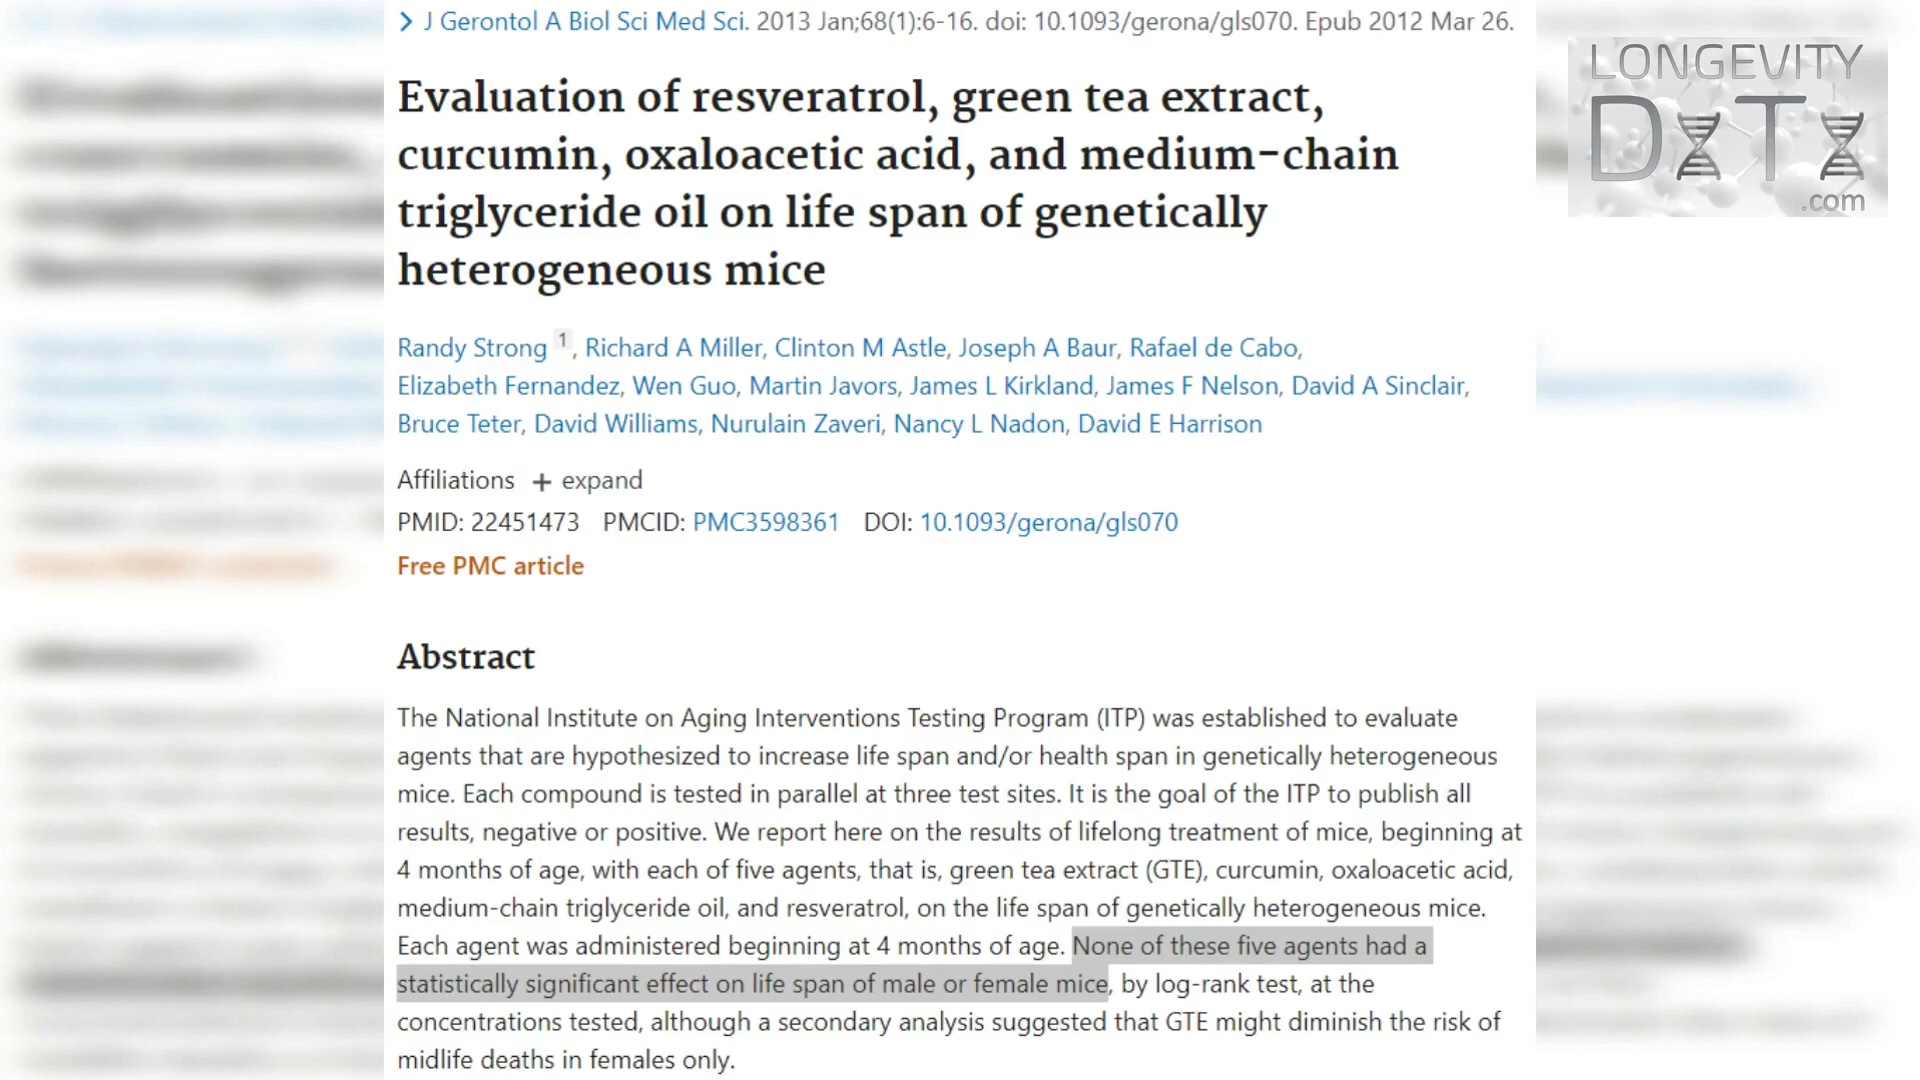 J Gerontol A Biol Sci Med Sci. 2013 Jan;68(1):6-16. doi: 10.1093/gerona/gls070. Epub 2012 Mar 26.
LONGEVITY
DATA
.com
Evaluation of resveratrol, green tea extract,
curcumin, oxaloacetic acid, and medium-chain
triglyceride oil on life span of genetically
heterogeneous mice
Randy Strong 1, Richard A Miller, Clinton M Astle, Joseph A Baur, Rafael de Cabo,
Elizabeth Fernandez, Wen Guo, Martin Javors, James L Kirkland, James F Nelson, David A Sinclair,
Bruce Teter, David Williams, Nurulain Zaveri, Nancy L Nadon, David E Harrison
Affiliations + expand
PMID: 22451473 PMCID: PMC3598361 DOI: 10.1093/gerona/gls070
Free PMC article
Abstract
The National Institute on Aging Interventions Testing Program (ITP) was established to evaluate
agents that are hypothesized to increase life span and/or health span in genetically heterogeneous
mice. Each compound is tested in parallel at three test sites. It is the goal of the ITP to publish all
results, negative or positive. We report here on the results of lifelong treatment of mice, beginning at
4 months of age, with each of five agents, that is, green tea extract (GTE), curcumin, oxaloacetic acid,
medium-chain triglyceride oil, and resveratrol, on the life span of genetically heterogeneous mice.
Each agent was administered beginning at 4 months of age. None of these five agents had a
statistically significant effect on life span of male or female mice, by log-rank test, at the
concentrations tested, although a secondary analysis suggested that GTE might diminish the risk of
midlife deaths in females only.